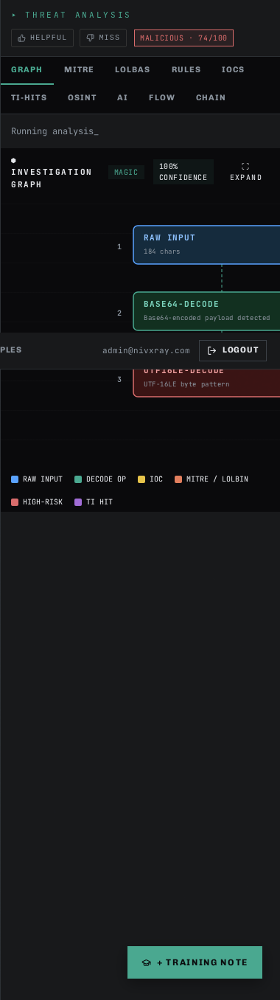 ▸ THREAT ANALYSIS
HELPFUL
MISS
MALICIOUS · 74/100
GRAPH
MITRE
LOLBAS
RULES
IOCS
TI-HITS
OSINT
AI
FLOW
CHAIN
Running analysis_
INVESTIGATION
GRAPH
MAGIC
100%
CONFIDENCE
EXPAND
1
RAW INPUT
184 chars
2
BASE64-DECODE
Base64-encoded payload detected
PLES
admin@nivxray.com
LOGOUT
3
UTF16LE-DECODE
UTF-16LE byte pattern
RAW INPUT
DECODE OP
IOC
MITRE / LOLBIN
HIGH-RISK
TI HIT
+ TRAINING NOTE